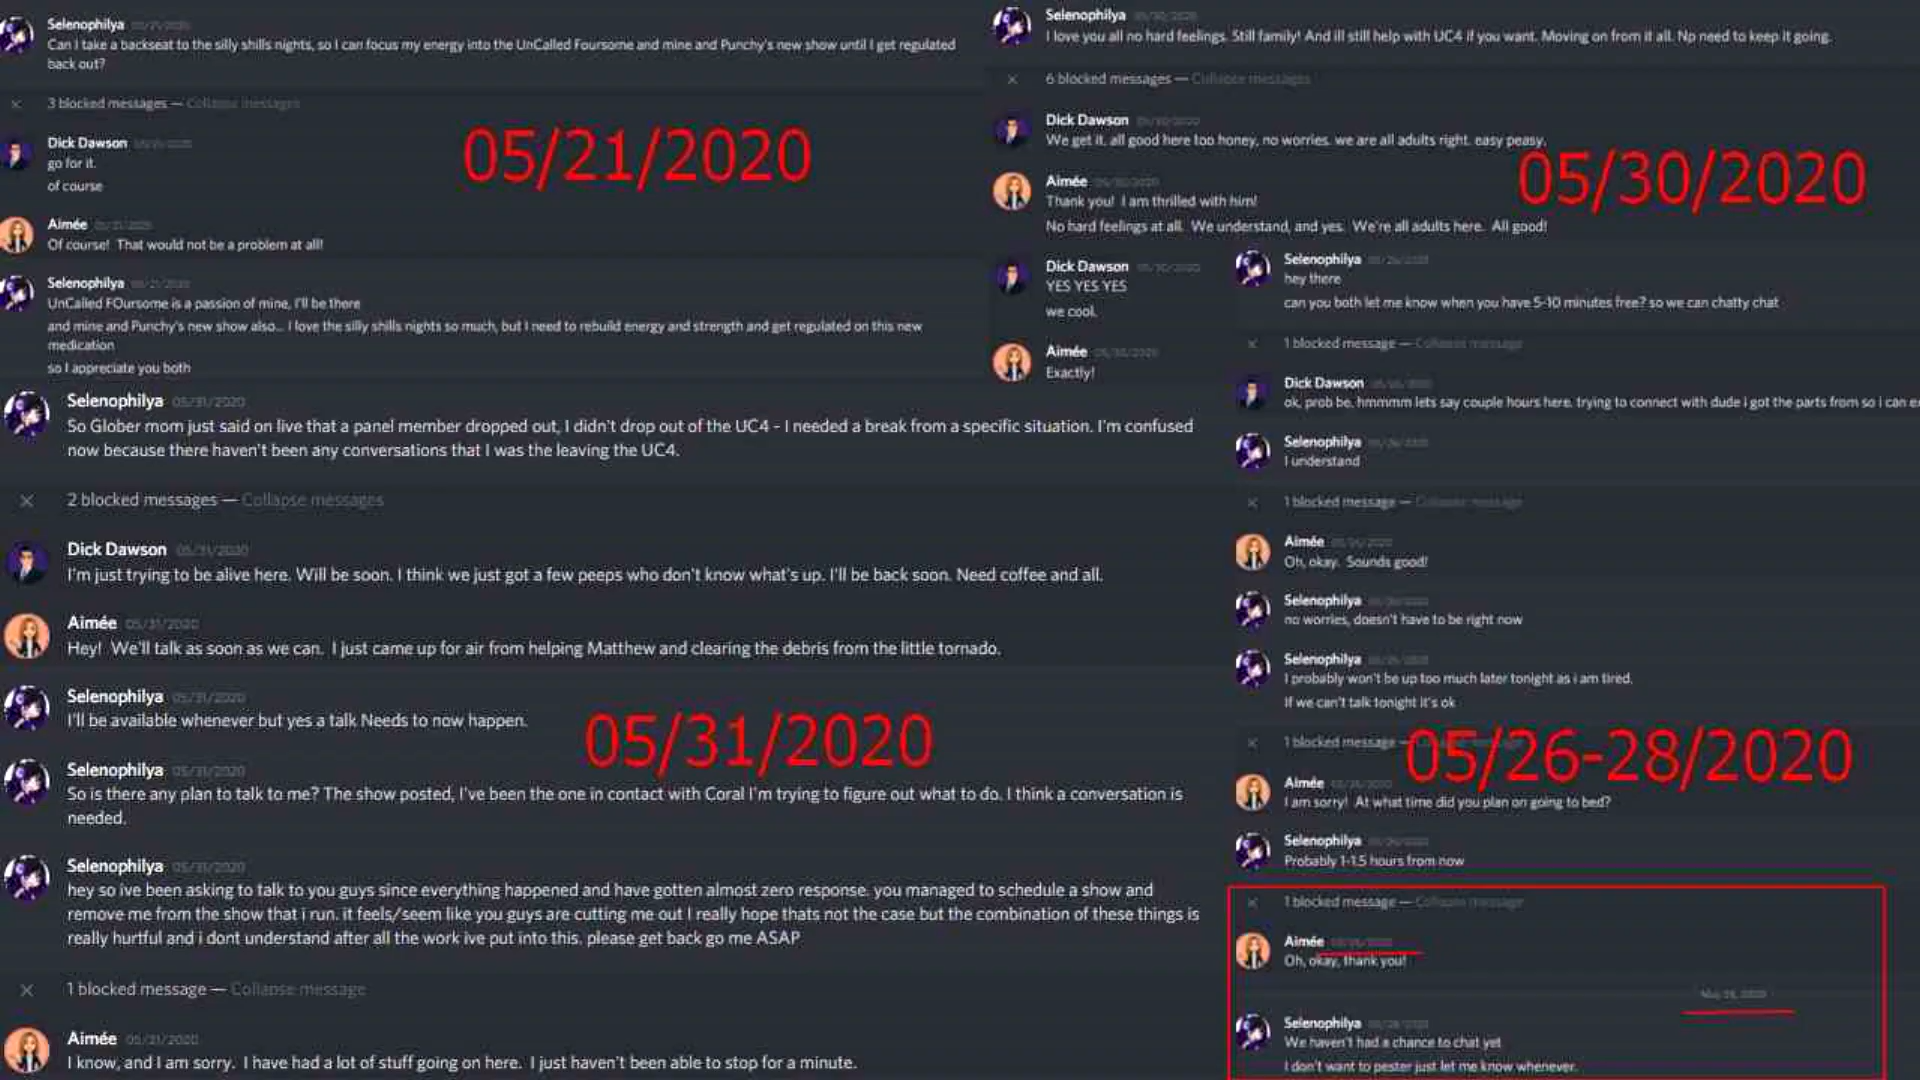 Selenophilya 05/21/2020
Can I take a backseat to the silly shills nights, so I can focus my energy into the UnCalled Foursome and mine and Punchy's new show until I get regulated
back out?
3 blocked messages — Collapse messages
Dick Dawson 05/21/2020
go for it.
of course
Aimée 05/21/2020
Of course! That would not be a problem at all!
Selenophilya 05/21/2020
UnCalled FOursome is a passion of mine, I'll be there
and mine and Punchy's new show also... I love the silly shills nights so much, but I need to rebuild energy and strength and get regulated on this new
medication
so I appreciate you both
05/21/2020
Selenophilya 05/30/2020
I love you all no hard feelings. Still family! And ill still help with UC4 if you want. Moving on from it all. Np need to keep it going.
6 blocked messages — Collapse messages
Dick Dawson 05/30/2020
We get it. all good here too honey, no worries. we are all adults right. easy peasy.
Aimée 05/30/2020
Thank you! I am thrilled with him!
No hard feelings at all. We understand, and yes. We're all adults here. All good!
Dick Dawson 05/30/2020
YES YES YES
we cool.
Aimée 05/30/2020
Exactly!
05/30/2020
Selenophilya 05/31/2020
So Glober mom just said on live that a panel member dropped out, I didn't drop out of the UC4 - I needed a break from a specific situation. I'm confused
now because there haven't been any conversations that I was the leaving the UC4.
2 blocked messages — Collapse messages
Dick Dawson 05/31/2020
I'm just trying to be alive here. Will be soon. I think we just got a few peeps who don't know what's up. I'll be back soon. Need coffee and all.
Aimée 05/31/2020
Hey! We'll talk as soon as we can. I just came up for air from helping Matthew and clearing the debris from the little tornado.
Selenophilya 05/31/2020
I'll be available whenever but yes a talk Needs to now happen.
Selenophilya 05/31/2020
So is there any plan to talk to me? The show posted, I've been the one in contact with Coral I'm trying to figure out what to do. I think a conversation is
needed.
Selenophilya 05/31/2020
hey so ive been asking to talk to you guys since everything happened and have gotten almost zero response. you managed to schedule a show and
remove me from the show that i run. it feels/seem like you guys are cutting me out I really hope thats not the case but the combination of these things is
really hurtful and i dont understand after all the work ive put into this. please get back go me ASAP
1 blocked message — Collapse message
Aimée
I know, and I am sorry. I have had a lot of stuff going on here. I just haven't been able to stop for a minute.
05/31/2020
Selenophilya
hey there
can you both let me know when you have 5-10 minutes free? so we can chatty chat
1 blocked message — Collapse message
Dick Dawson
ok, prob be. hmmmm lets say couple hours here. trying to connect with dude i got the parts from so i can
Selenophilya
I understand
1 blocked message — Collapse message
Aimée
Oh, okay. Sounds good!
Selenophilya
no worries, doesn't have to be right now
Selenophilya
I probably won't be up too much later tonight as i am tired.
If we can't talk tonight it's ok
1 blocked message —
05/26-28/2020
Aimée
I am sorry! At what time did you plan on going to bed?
Selenophilya
Probably 1-1.5 hours from now
1 blocked message — Collapse message
Aimée
Oh, okay, thank you!
May 28, 2020
Selenophilya
We haven't had a chance to chat yet
I don't want to pester just let me know whenever.